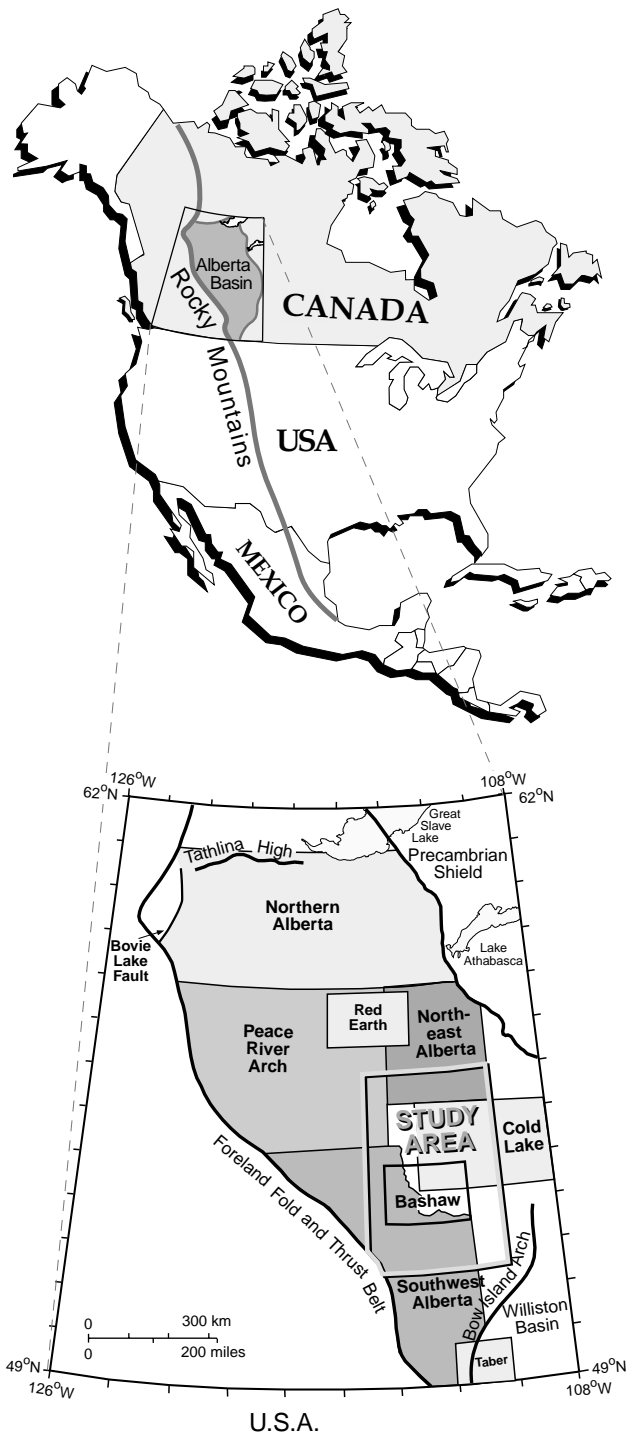 Alberta
Basin
Rocky Mountains
CANADA
USA
MEXICO
126°W
62°N
108°W
62°N
Great
Slave
Lake
Tathlina High
Precambrian
Shield
Northern
Alberta
Lake
Athabasca
Bovie
Lake
Fault
Red
Earth
Peace
River
Arch
North-
east
Alberta
STUDY
AREA
Cold
Lake
Foreland Fold and Thrust Belt
Bashaw
Southwest
Alberta
Bow Island Arch
Williston
Basin
0 300 km
0 200 miles
Taber
49°N
126°W
49°N
108°W
U.S.A.